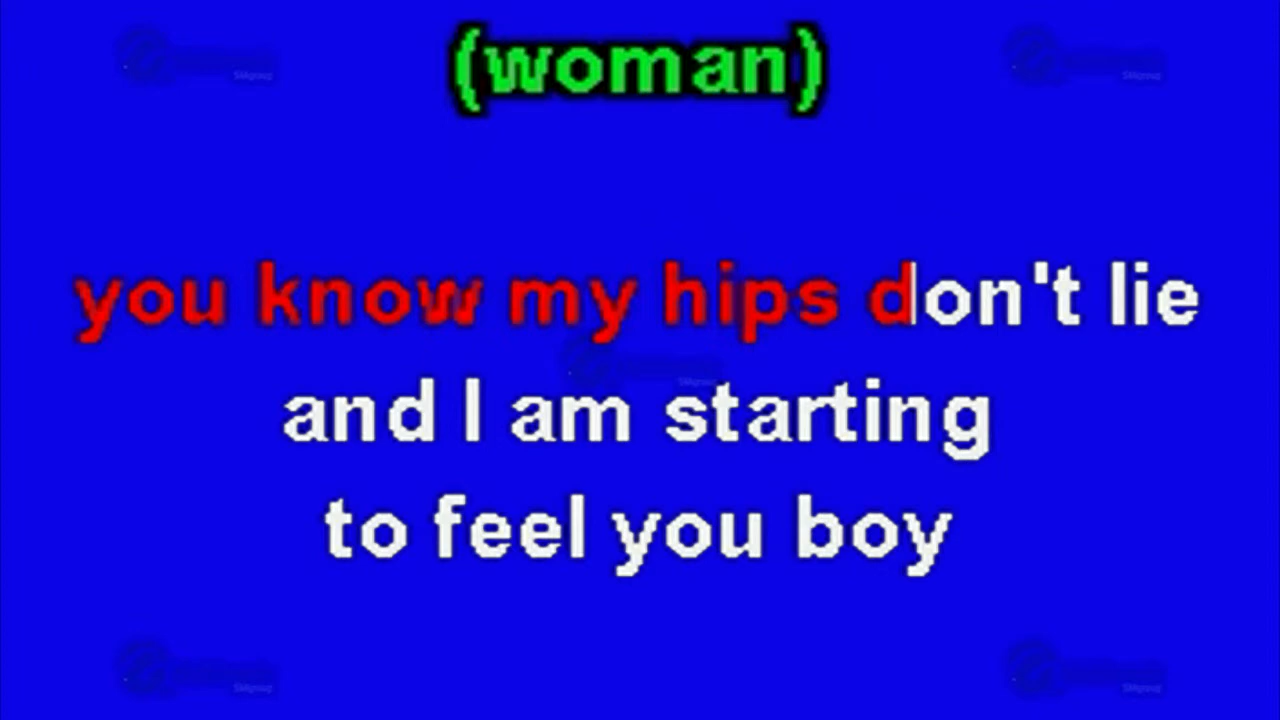 (woman)
you know my hips don't lie
and I am starting
to feel you boy